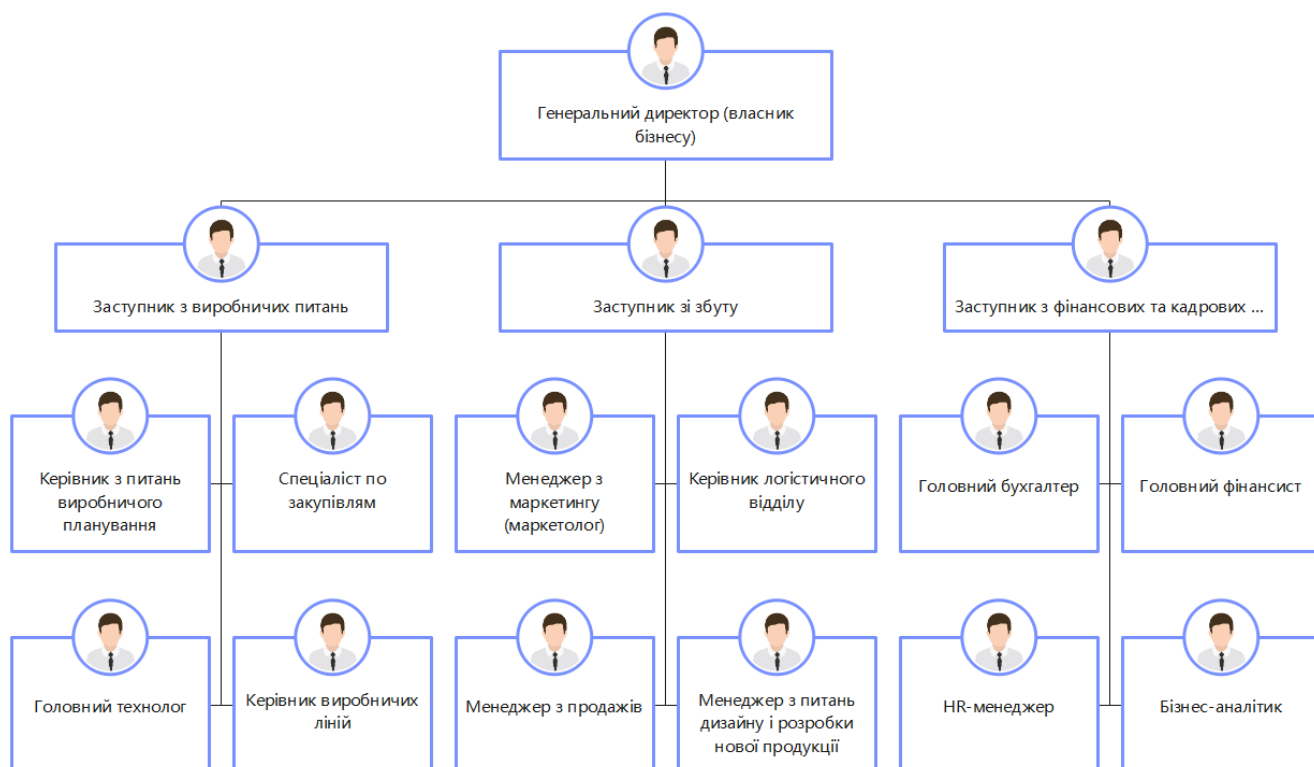 Генеральний директор (власник
бізнесу)
Заступник з виробничих питань
Заступник зі збуту
Заступник з фінансових та кадрових ...
Керівник з питань
виробничого
планування
Спеціаліст по
закупівлям
Менеджер з
маркетингу
(маркетолог)
Керівник логістичного
відділу
Головний бухгалтер
Головний фінансист
Головний технолог
Керівник виробничих
ліній
Менеджер з продажів
Менеджер з питань
дизайну і розробки
нової продукції
HR-менеджер
Бізнес-аналітик